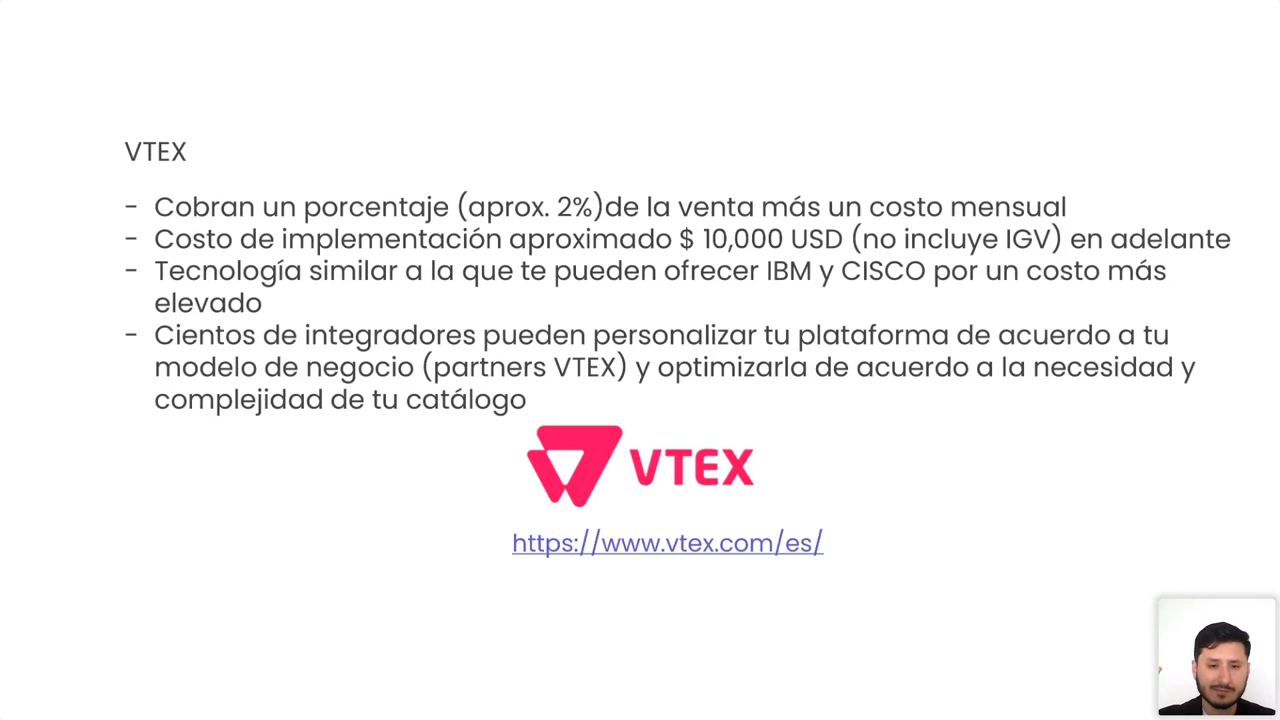 VTEX
- Cobran un porcentaje (aprox. 2%)de la venta más un costo mensual
- Costo de implementación aproximado $ 10,000 USD (no incluye IGV) en adelante
- Tecnología similar a la que te pueden ofrecer IBM y CISCO por un costo más
elevado
- Cientos de integradores pueden personalizar tu plataforma de acuerdo a tu
modelo de negocio (partners VTEX) y optimizarla de acuerdo a la necesidad y
complejidad de tu catálogo
VTEX
https://www.vtex.com/es/